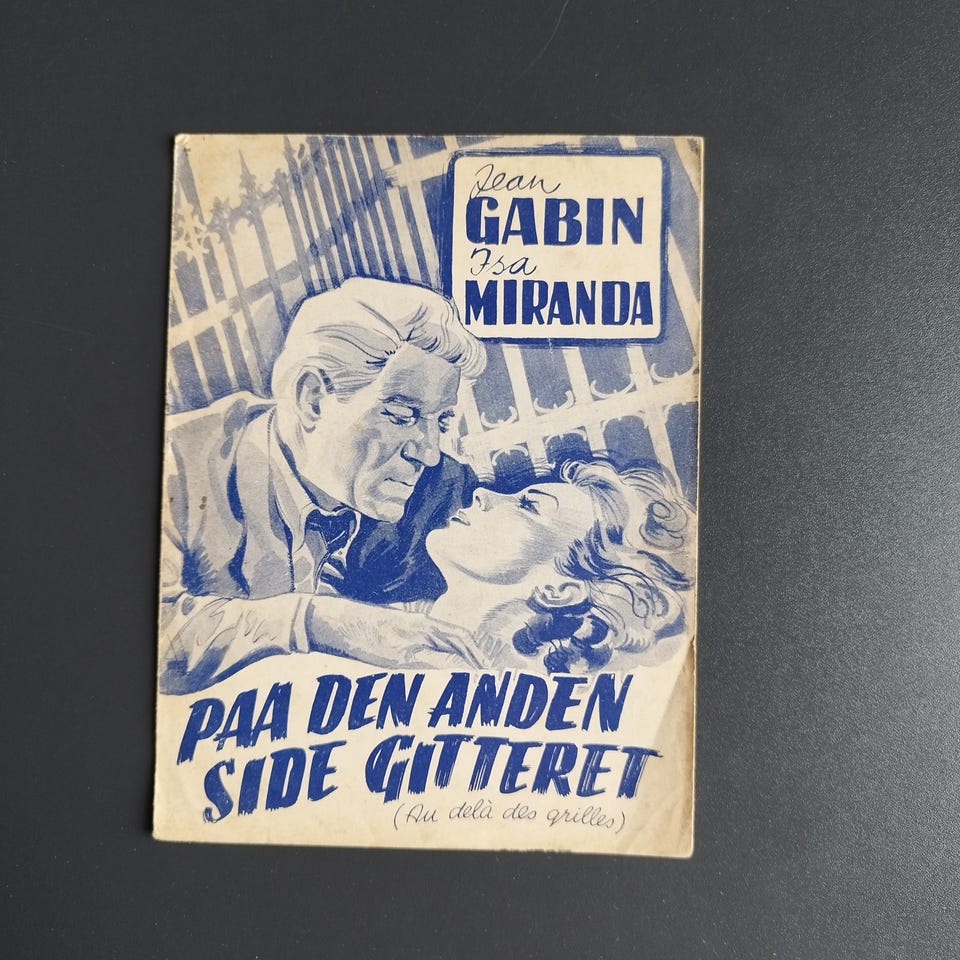 Jean
GABIN
Isa
MIRANDA
PAA DEN ANDEN
SIDE GITTERET
(Au delà des grilles)